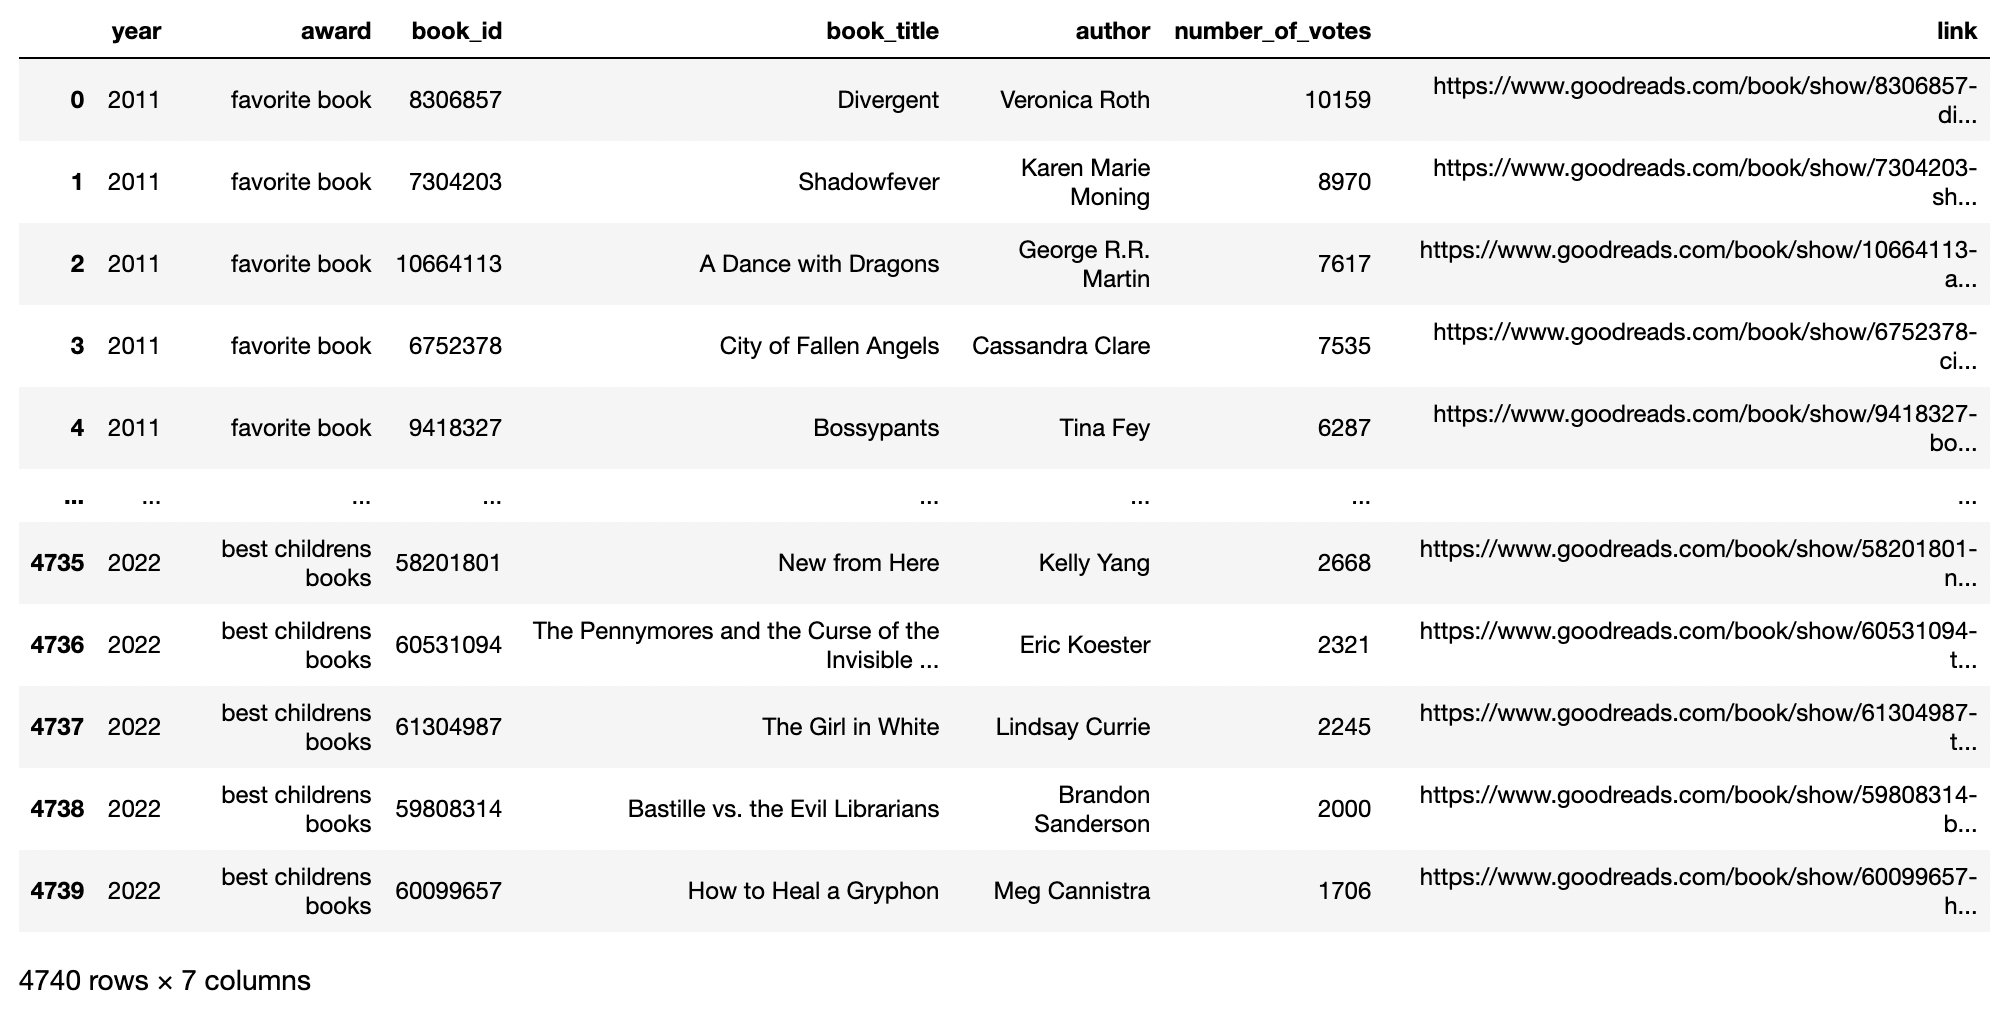 year award book_id book_title author number_of_votes link
0 2011 favorite book 8306857 Divergent Veronica Roth 10159 https://www.goodreads.com/book/show/8306857-
di...
1 2011 favorite book 7304203 Shadowfever Karen Marie Moning 8970 https://www.goodreads.com/book/show/7304203-
sh...
2 2011 favorite book 10664113 A Dance with Dragons George R.R. Martin 7617 https://www.goodreads.com/book/show/10664113-
a...
3 2011 favorite book 6752378 City of Fallen Angels Cassandra Clare 7535 https://www.goodreads.com/book/show/6752378-
ci...
4 2011 favorite book 9418327 Bossypants Tina Fey 6287 https://www.goodreads.com/book/show/9418327-
bo...
... ... ... ... ... ... ... ...
4735 2022 best childrens books 58201801 New from Here Kelly Yang 2668 https://www.goodreads.com/book/show/58201801-
n...
4736 2022 best childrens books 60531094 The Pennymores and the Curse of the Invisible ... Eric Koester 2321 https://www.goodreads.com/book/show/60531094-
t...
4737 2022 best childrens books 61304987 The Girl in White Lindsay Currie 2245 https://www.goodreads.com/book/show/61304987-
t...
4738 2022 best childrens books 59808314 Bastille vs. the Evil Librarians Brandon Sanderson 2000 https://www.goodreads.com/book/show/59808314-
b...
4739 2022 best childrens books 60099657 How to Heal a Gryphon Meg Cannistra 1706 https://www.goodreads.com/book/show/60099657-
h...
4740 rows × 7 columns